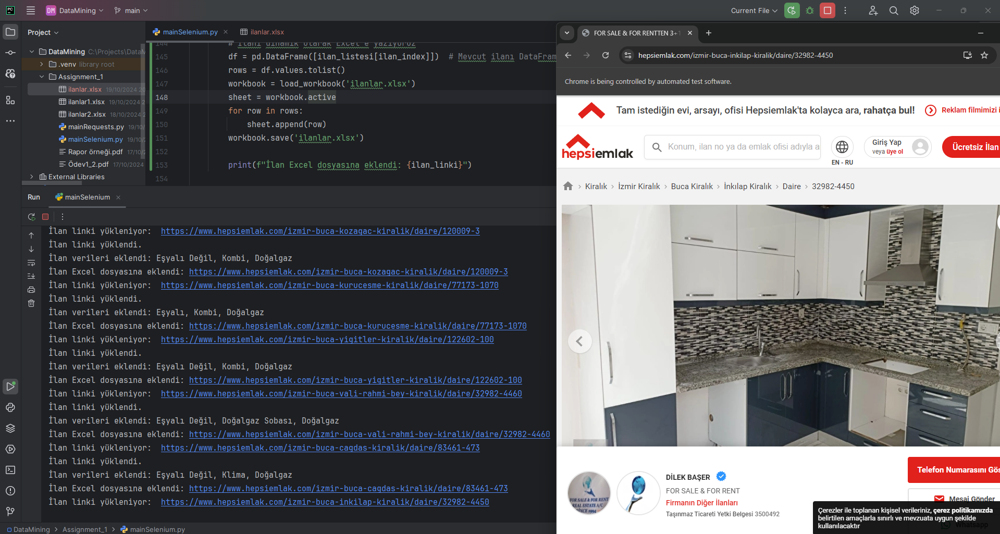 DM DataMining main
Current File
Project
DataMining C:\Projects\DataM
.venv library root
Assignment_1
ilanlar.xlsx 19/10/2024 20
ilanlar1.xlsx 19/10/2024 2
ilanlar2.xlsx 18/10/2024 2
mainRequests.py 19/10/
mainSelenium.py 19/10/
Rapor örneği.pdf 17/10/
Ödev1_2.pdf 17/10/2024
External Libraries
mainSelenium.py ilanlar.xlsx
144 # İlanı dinamik olarak Excel'e yazıyoruz
145 df = pd.DataFrame([ilan_listesi[ilan_index]]) # Mevcut ilanı DataFram
146 rows = df.values.tolist()
147 workbook = load_workbook('ilanlar.xlsx')
148 sheet = workbook.active
149 for row in rows:
150 sheet.append(row)
151 workbook.save('ilanlar.xlsx')
152
153 print(f"İlan Excel dosyasına eklendi: {ilan_linki}")
154
Run mainSelenium
İlan linki yükleniyor: https://www.hepsiemlak.com/izmir-buca-kozagac-kiralik/daire/120009-3
İlan linki yüklendi.
İlan verileri eklendi: Eşyalı Değil, Kombi, Doğalgaz
İlan Excel dosyasına eklendi: https://www.hepsiemlak.com/izmir-buca-kozagac-kiralik/daire/120009-3
İlan linki yükleniyor: https://www.hepsiemlak.com/izmir-buca-kurucesme-kiralik/daire/77173-1070
İlan linki yüklendi.
İlan verileri eklendi: Eşyalı, Kombi, Doğalgaz
İlan Excel dosyasına eklendi: https://www.hepsiemlak.com/izmir-buca-kurucesme-kiralik/daire/77173-1070
İlan linki yükleniyor: https://www.hepsiemlak.com/izmir-buca-yigitler-kiralik/daire/122602-100
İlan linki yüklendi.
İlan verileri eklendi: Eşyalı Değil, Kombi, Doğalgaz
İlan Excel dosyasına eklendi: https://www.hepsiemlak.com/izmir-buca-yigitler-kiralik/daire/122602-100
İlan linki yükleniyor: https://www.hepsiemlak.com/izmir-buca-vali-rahmi-bey-kiralik/daire/32982-4460
İlan linki yüklendi.
İlan verileri eklendi: Eşyalı Değil, Doğalgaz Sobası, Doğalgaz
İlan Excel dosyasına eklendi: https://www.hepsiemlak.com/izmir-buca-vali-rahmi-bey-kiralik/daire/32982-4460
İlan linki yükleniyor: https://www.hepsiemlak.com/izmir-buca-cagdas-kiralik/daire/83461-473
İlan linki yüklendi.
İlan verileri eklendi: Eşyalı Değil, Klima, Doğalgaz
İlan Excel dosyasına eklendi: https://www.hepsiemlak.com/izmir-buca-cagdas-kiralik/daire/83461-473
İlan linki yükleniyor: https://www.hepsiemlak.com/izmir-buca-inkilap-kiralik/daire/32982-4450
DataMining > Assignment_1 > mainSelenium.py
FOR SALE & FOR RENTTEN 3+1
hepsiemlak.com/izmir-buca-inkilap-kiralik/daire/32982-4450
Chrome is being controlled by automated test software.
Tam istediğin evi, arsayı, ofisi Hepsiemlak'ta kolayca ara, rahatça bul! Reklam filmimizi i
hepsiemlak
Konum, ilan no ya da emlak ofisi adıyla a
EN - RU
Giriş Yap
veya üye ol
Ücretsiz İlan
Kiralık > İzmir Kiralık > Buca Kiralık > İnkılap Kiralık > Daire > 32982-4450
FOR SALE & FOR RENT
REAL ESTATE A/C
SİNCE 1994
DİLEK BAŞER
FOR SALE & FOR RENT
Firmanın Diğer İlanları
Taşınmaz Ticareti Yetki Belgesi 3500492
Telefon Numarasını Gös
Mesaj Gönder
Whatsapp
Çerezler ile toplanan kişisel verileriniz, çerez politikamızda
belirtilen amaçlarla sınırlı ve mevzuata uygun şekilde
kullanılacaktır